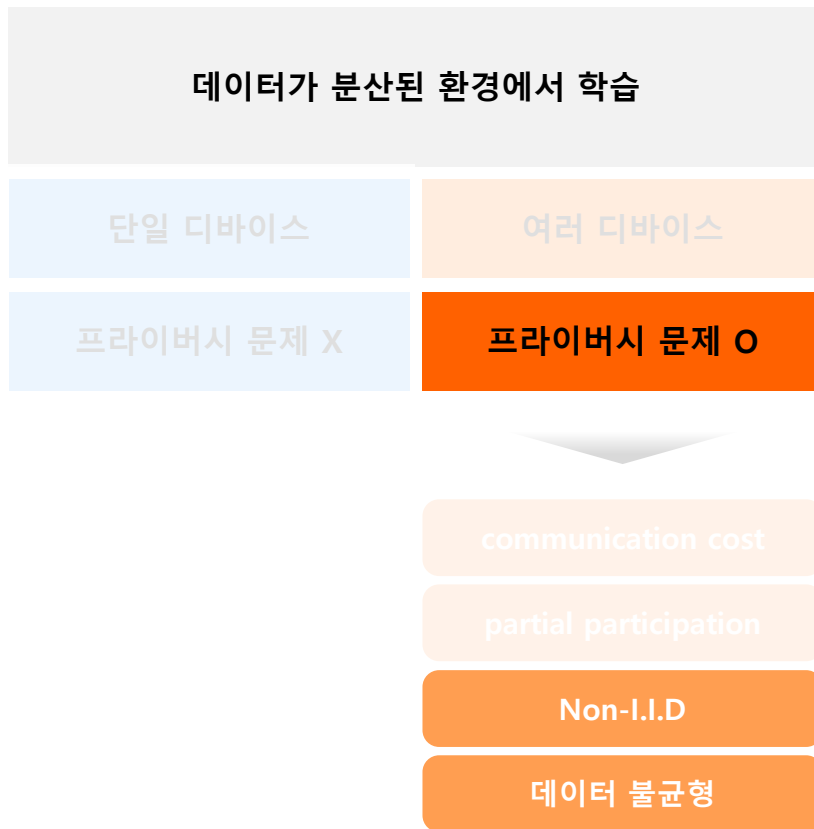 데이터가 분산된 환경에서 학습
단일 디바이스
여러 디바이스
프라이버시 문제 X
프라이버시 문제 O
communication cost
partial participation
Non-I.I.D
데이터 불균형